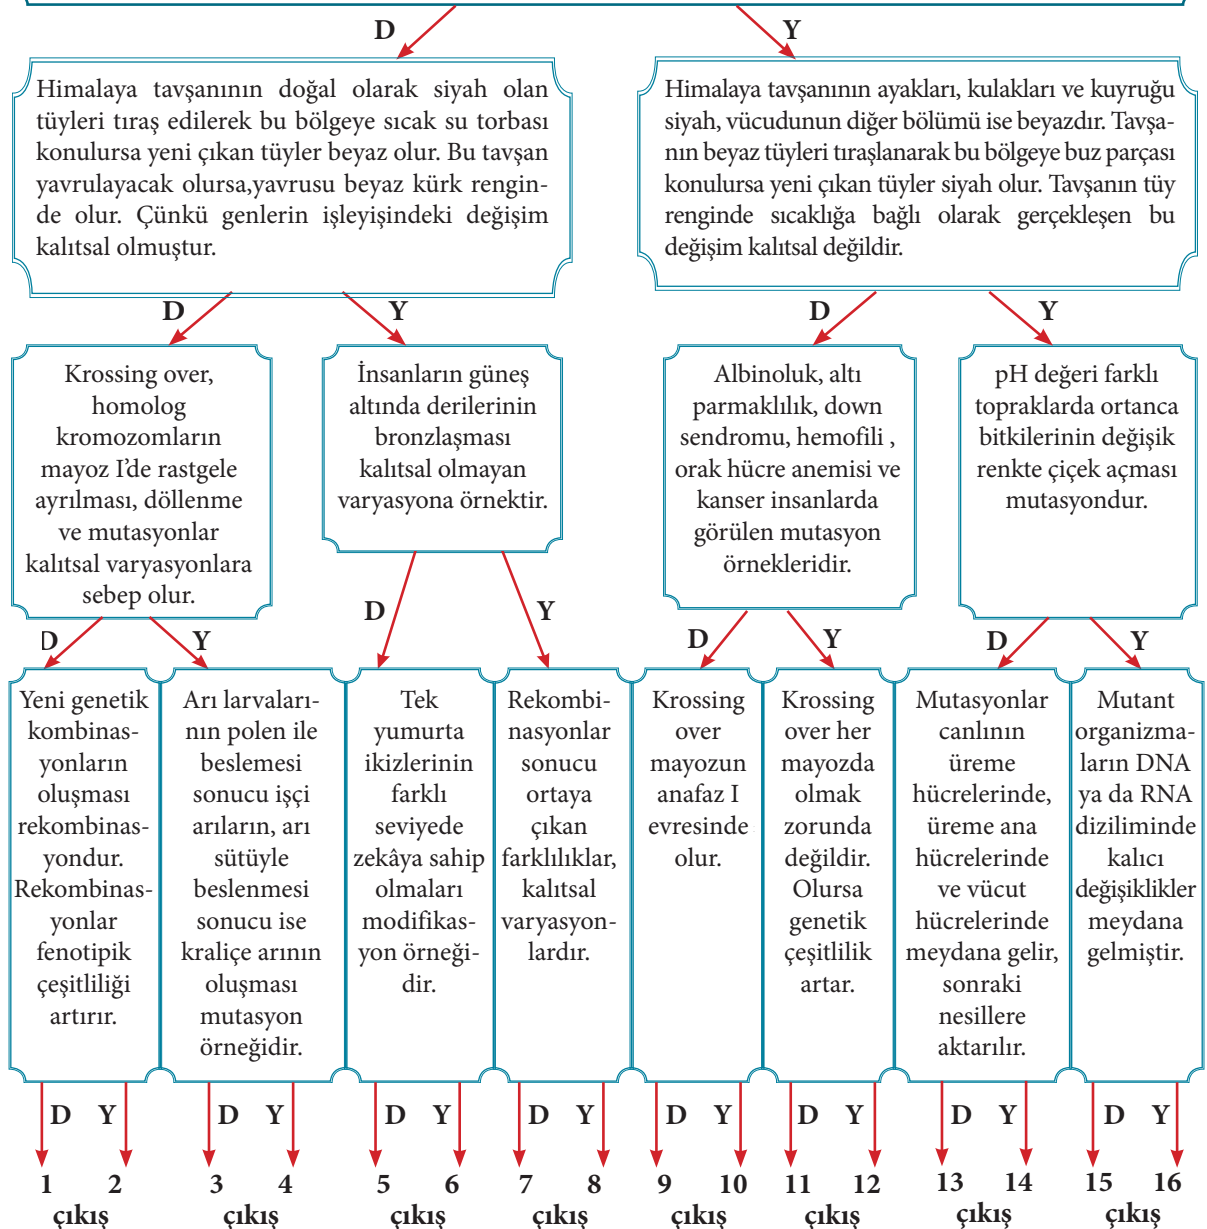 D
Y
Himalaya tavşanının doğal olarak siyah olan
tüyleri tıraş edilerek bu bölgeye sıcak su torbası
konulursa yeni çıkan tüyler beyaz olur. Bu tavşan
yavrulayacak olursa,yavrusu beyaz kürk rengin-
de olur. Çünkü genlerin işleyişindeki değişim
kalıtsal olmuştur.
Himalaya tavşanının ayakları, kulakları ve kuyruğu
siyah, vücudunun diğer bölümü ise beyazdır. Tavşa-
nın beyaz tüyleri tıraşlanarak bu bölgeye buz parçası
konulursa yeni çıkan tüyler siyah olur. Tavşanın tüy
renginde sıcaklığa bağlı olarak gerçekleşen bu
değişim kalıtsal değildir.
D
Y
D
Y
Krossing over,
homolog
kromozomların
mayoz I'de rastgele
ayrılması, döllenme
ve mutasyonlar
kalıtsal varyasyonlara
sebep olur.
İnsanların güneş
altında derilerinin
bronzlaşması
kalıtsal olmayan
varyasyona örnektir.
Albinoluk, altı
parmaklılık, down
sendromu, hemofili ,
orak hücre anemisi ve
kanser insanlarda
görülen mutasyon
örnekleridir.
pH değeri farklı
topraklarda ortanca
bitkilerinin değişik
renkte çiçek açması
mutasyondur.
D
Y
D
Y
D
Y
D
Y
Yeni genetik
kombinas-
yonların
oluşması
rekombinas-
yondur.
Rekombinas-
yonlar
fenotipik
çeşitliliği
artırır.
Arı larvaları-
nın polen ile
beslemesi
sonucu işçi
arıların, arı
sütüyle
beslenmesi
sonucu ise
kraliçe arının
oluşması
mutasyon
örneğidir.
Tek
yumurta
ikizlerinin
farklı
seviyede
zekâya sahip
olmaları
modifikas-
yon örneği-
dir.
Rekombi-
nasyonlar
sonucu
ortaya
çıkan
farklılıklar,
kalıtsal
varyasyon-
lardır.
Krossing
over
mayozun
anafaz I
evresinde
olur.
Krossing
over her
mayozda
olmak
zorunda
değildir.
Olursa
genetik
çeşitlilik
artar.
Mutasyonlar
canlının
üreme
hücrelerinde,
üreme ana
hücrelerinde
ve vücut
hücrelerinde
meydana gelir,
sonraki
nesillere
aktarılır.
Mutant
organizma-
ların DNA
ya da RNA
diziliminde
kalıcı
değişiklikler
meydana
gelmiştir.
D Y D Y D Y D Y D Y D Y D Y D Y
1 2 3 4 5 6 7 8 9 10 11 12 13 14 15 16
çıkış çıkış çıkış çıkış çıkış çıkış çıkış çıkış